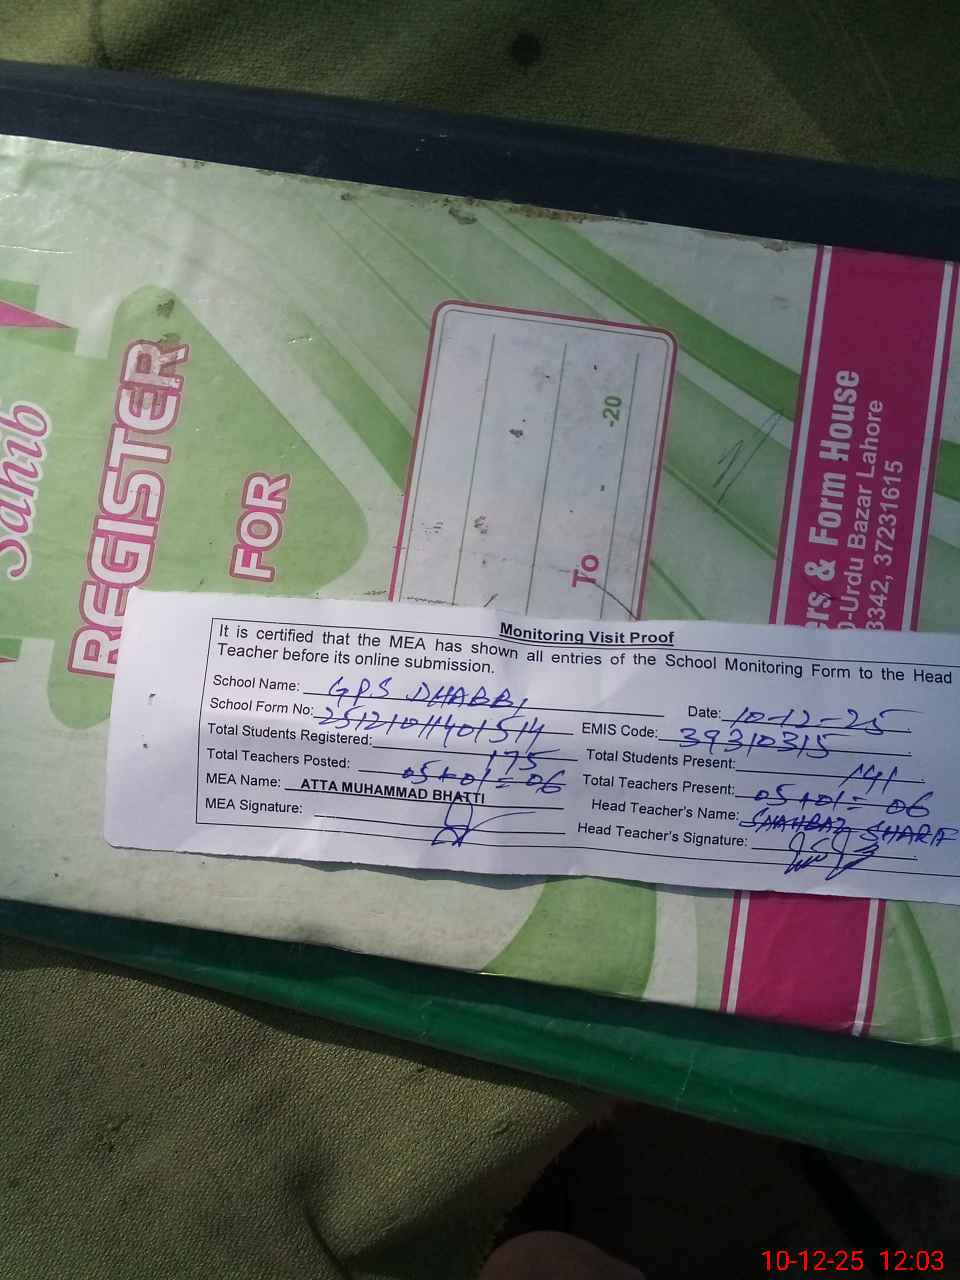 Sahib
REGISTER
FOR
To - -20
ers & Form House
-Urdu Bazar Lahore
3342, 37231615
Monitoring Visit Proof
It is certified that the MEA has shown all entries of the School Monitoring Form to the Head
Teacher before its online submission.
School Name: GPS DHABBI Date: 10-12-25
School Form No: 25121011401514 EMIS Code: 39310315
Total Students Registered: 175 Total Students Present: 141
Total Teachers Posted: 05+01=06 Total Teachers Present: 05+01=06
MEA Name: ATTA MUHAMMAD BHATTI Head Teacher's Name: SHAHBAZ SHARF
MEA Signature: Head Teacher's Signature:
10-12-25 12:03